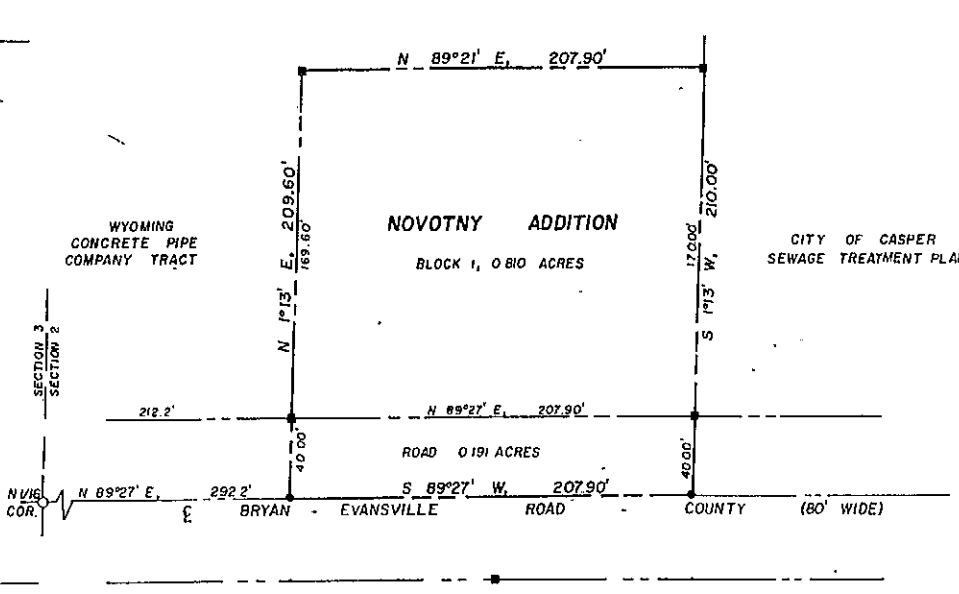 N 89°21' E, 207.90'
N 1°13' E, 209.60'
169.60'
S 1°13' W, 210.00'
170.00'
WYOMING
CONCRETE PIPE
COMPANY TRACT
NOVOTNY ADDITION
BLOCK 1, 0 810 ACRES
CITY OF CASPER
SEWAGE TREATMENT PLA
SECTION 3
SECTION 2
212.2'
N 89°27' E, 207.90'
40 00'
ROAD 0 191 ACRES
40 00'
N 1/16
COR.
N 89°27' E, 292 2'
S 89°27' W, 207.90'
℄ BRYAN - EVANSVILLE ROAD - COUNTY (80' WIDE)